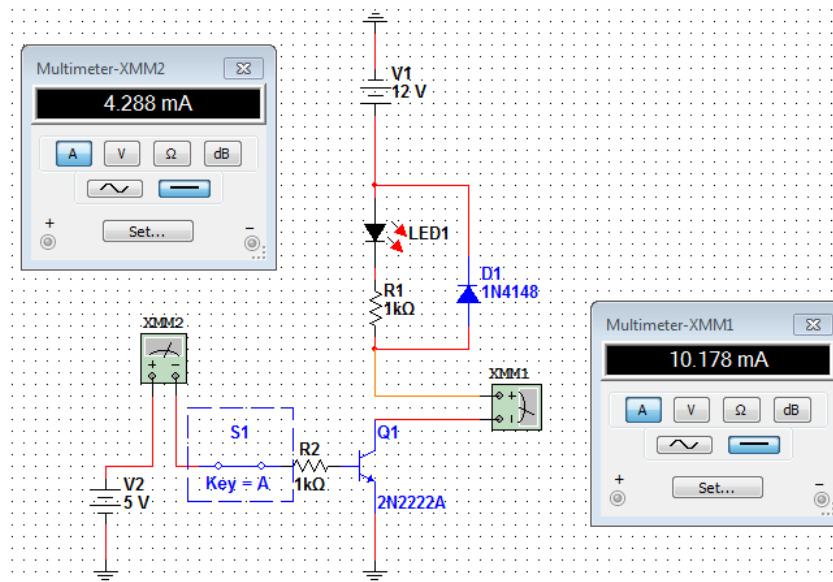 Multimeter-XMM2
4.288 mA
A V Ω dB
+ Set... –
V1
12 V
LED1
R1
1kΩ
D1
1N4148
XMM2
+ –
XMM1
+
–
S1
Key = A
R2
1kΩ
Q1
2N2222A
V2
5 V
Multimeter-XMM1
10.178 mA
A V Ω dB
+ Set... –